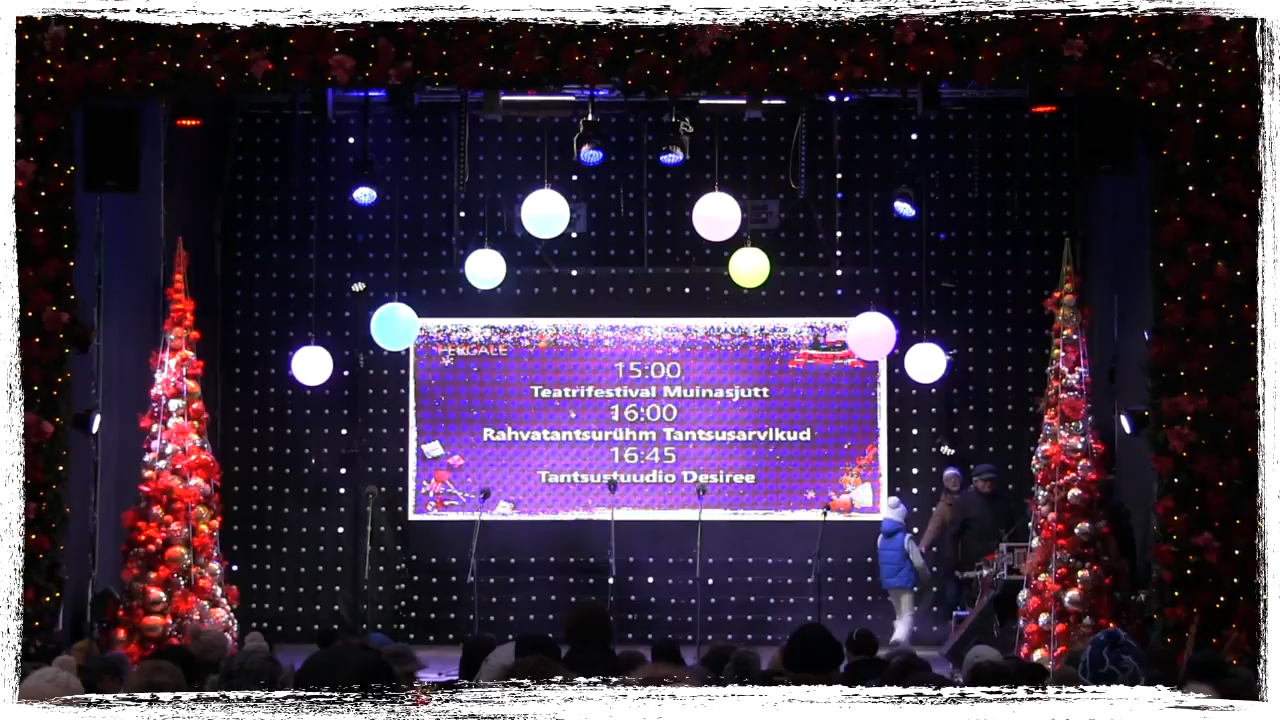 15:00
Teatrifestival Muinasjutt
16:00
Rahvatantsurühm Tantsusarvikud
16:45
Tantsustuudio Desiree